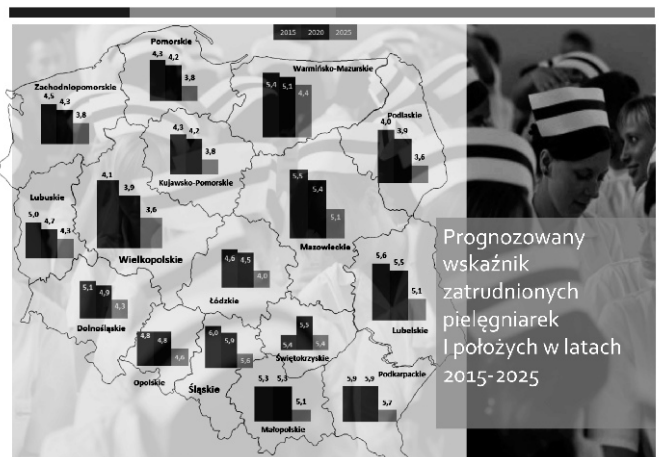 2015 2020 2025
Pomorskie
4,3 4,2 3,8
Warmińsko-Mazurskie
5,4 5,1 4,4
Zachodniopomorskie
4,5 4,3 3,8
Podlaskie
4,0 3,9 3,6
4,3 4,2 3,8
Kujawsko-Pomorskie
Lubuskie
5,0 4,7 4,3
4,1 3,9 3,6
Wielkopolskie
5,5 5,4 5,1
Mazowieckie
4,6 4,5 4,0
Łódzkie
5,6 5,5 5,1
Lubelskie
5,1 4,9 4,3
Dolnośląskie
4,8 4,8 4,6
Opolskie
6,0 5,9 5,6
Śląskie
5,4 5,5 5,4
Świętokrzyskie
5,3 5,3 5,1
Małopolskie
Podkarpackie
5,9 5,9 5,7
Prognozowany
wskaźnik
zatrudnionych
pielęgniarek
I położych w latach
2015-2025